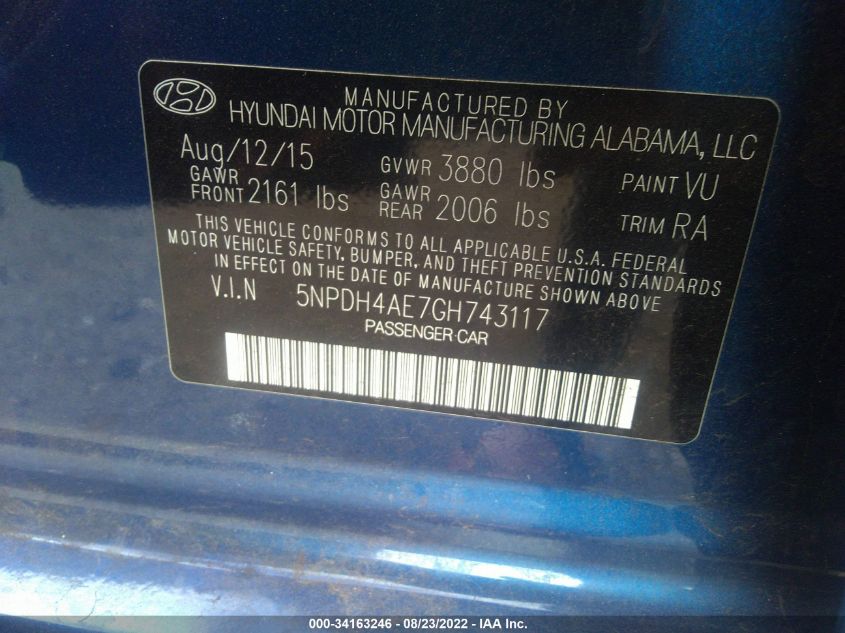 MANUFACTURED BY
HYUNDAI MOTOR MANUFACTURING ALABAMA, LLC
Aug/12/15 GVWR 3880 lbs PAINT VU
GAWR FRONT 2161 lbs GAWR REAR 2006 lbs TRIM RA
THIS VEHICLE CONFORMS TO ALL APPLICABLE U.S.A. FEDERAL
MOTOR VEHICLE SAFETY, BUMPER, AND THEFT PREVENTION STANDARDS
IN EFFECT ON THE DATE OF MANUFACTURE SHOWN ABOVE
V.I.N 5NPDH4AE7GH743117
PASSENGER-CAR
000-34163246 - 08/23/2022 - IAA Inc.